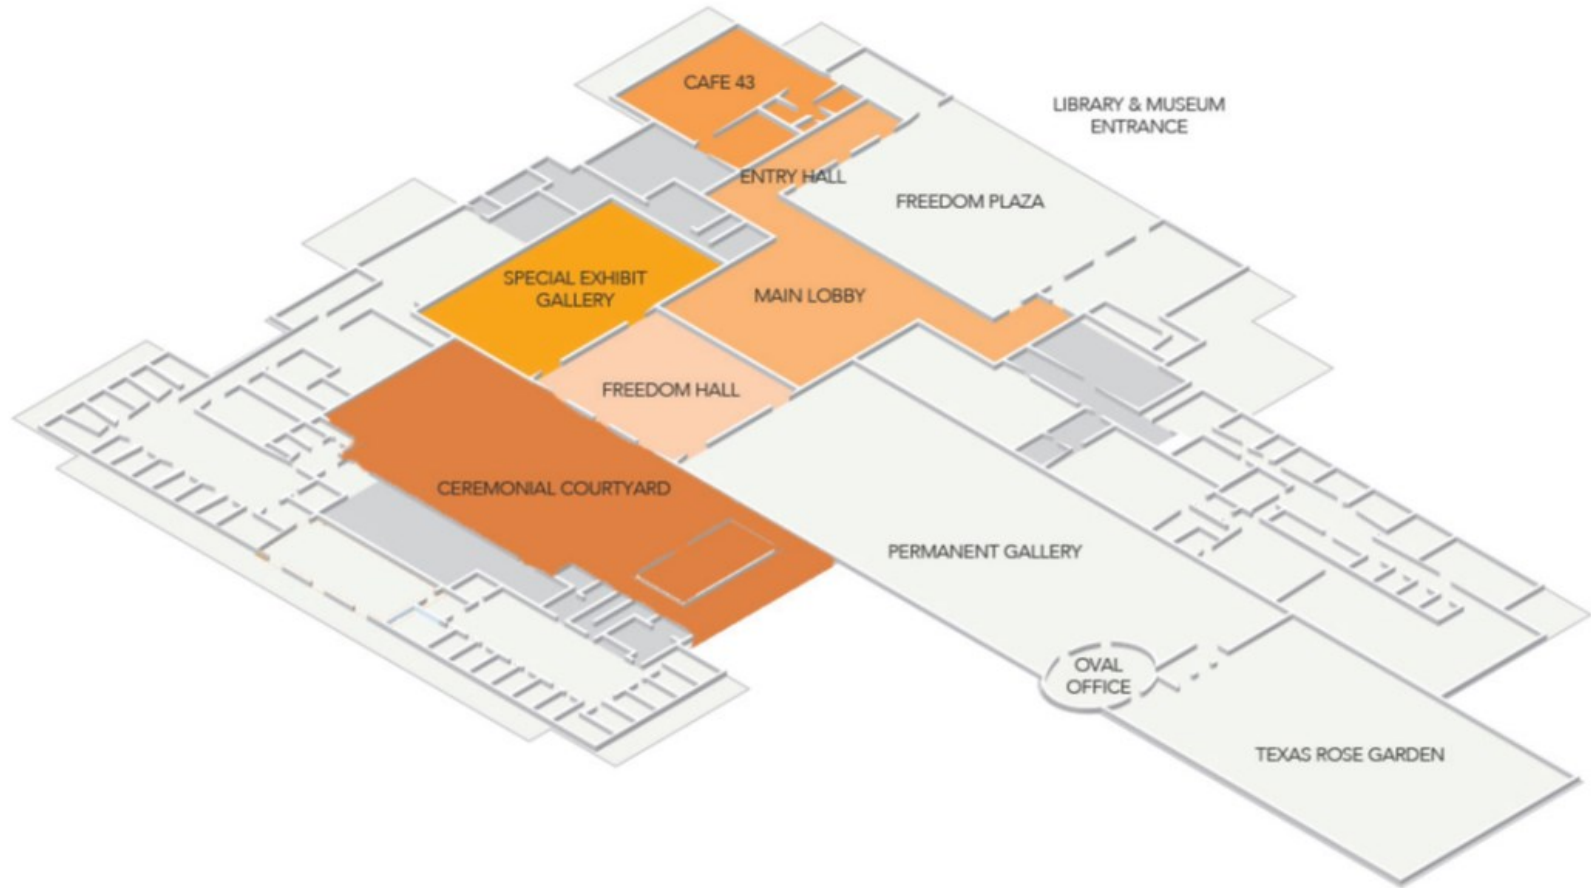 CAFE 43
LIBRARY & MUSEUM
ENTRANCE
ENTRY HALL
FREEDOM PLAZA
SPECIAL EXHIBIT
GALLERY
MAIN LOBBY
FREEDOM HALL
CEREMONIAL COURTYARD
PERMANENT GALLERY
OVAL
OFFICE
TEXAS ROSE GARDEN